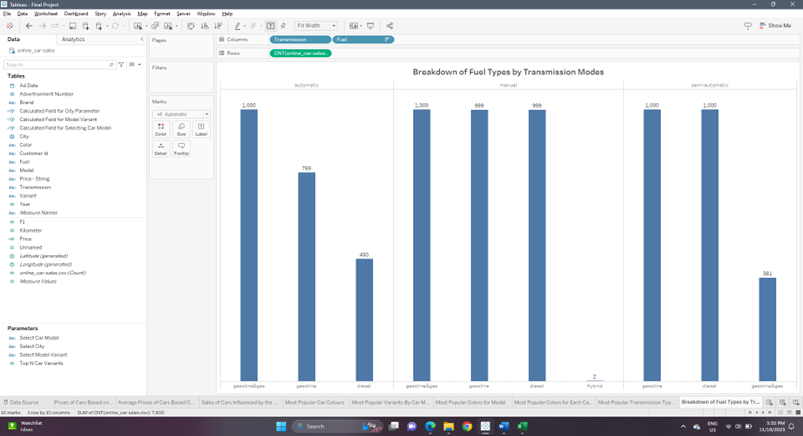 Tableau - Final Project
File Data Worksheet Dashboard Story Analysis Map Format Server Window Help
Fit Width
Show Me
Data Analytics
online_car-sales
Search
Tables
Ad Date
Advertisement Number
Brand
Calculated Field for City Parameter
Calculated Field for Model Variant
Calculated Field for Selecting Car Model
City
Color
Customer Id
Fuel
Model
Price - String
Transmission
Variant
Year
Measure Names
F1
Kilometer
Price
Unnamed
Latitude (generated)
Longitude (generated)
online_car-sales.csv (Count)
Measure Values
Parameters
Select Car Model
Select City
Select Model Variant
Top N Car Variants
Pages
Filters
Marks
Automatic
Color Size Label
Detail Tooltip
Columns Transmission Fuel
Rows CNT(online_car-sales..
Breakdown of Fuel Types by Transmission Modes
automatic manual semi-automatic
1,000 1,000 999 998 1,000 1,000
450 2 381
gasoline&gas gasoline diesel gasoline&gas gasoline diesel Hybrid gasoline diesel gasoline&gas
Data Source Prices of Cars Based on... Average Prices of Cars Based O... Sales of Cars Influenced by the ... Most Popular Car Colours Most Popular Variants By Car M... Most Popular Colors for Model Most Popular Colors for Each Ca... Most Popular Transmission Typ... Breakdown of Fuel Types by Tr...
10 marks 1 row by 10 columns SUM of CNT(online_car-sales.csv): 7,600
Watchlist
Ideas
Search
ENG
US
5:32 PM
11/19/2023